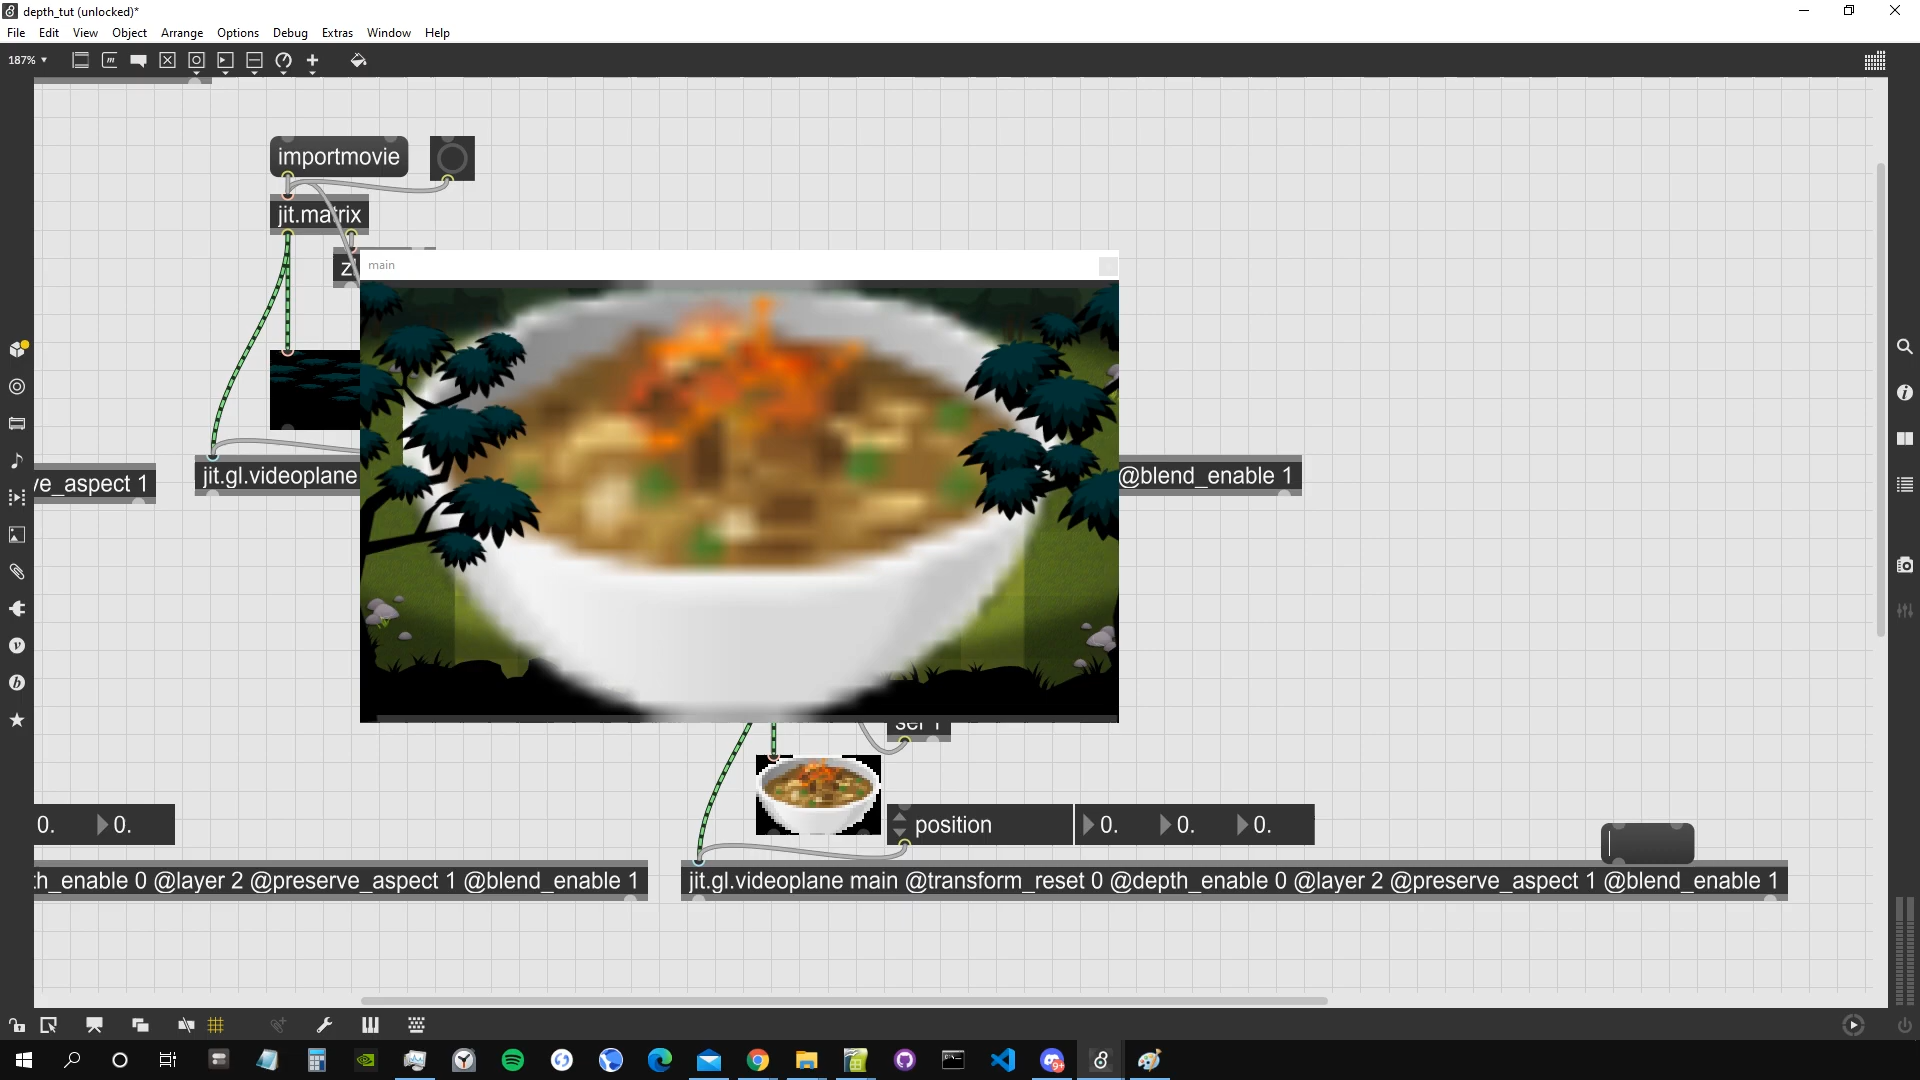 depth_tut (unlocked)*
File Edit View Object Arrange Options Debug Extras Window Help
187%
importmovie
jit.matrix
main
ve_aspect 1
jit.gl.videoplane
@blend_enable 1
0. 0.
position 0. 0. 0.
th_enable 0 @layer 2 @preserve_aspect 1 @blend_enable 1
jit.gl.videoplane main @transform_reset 0 @depth_enable 0 @layer 2 @preserve_aspect 1 @blend_enable 1